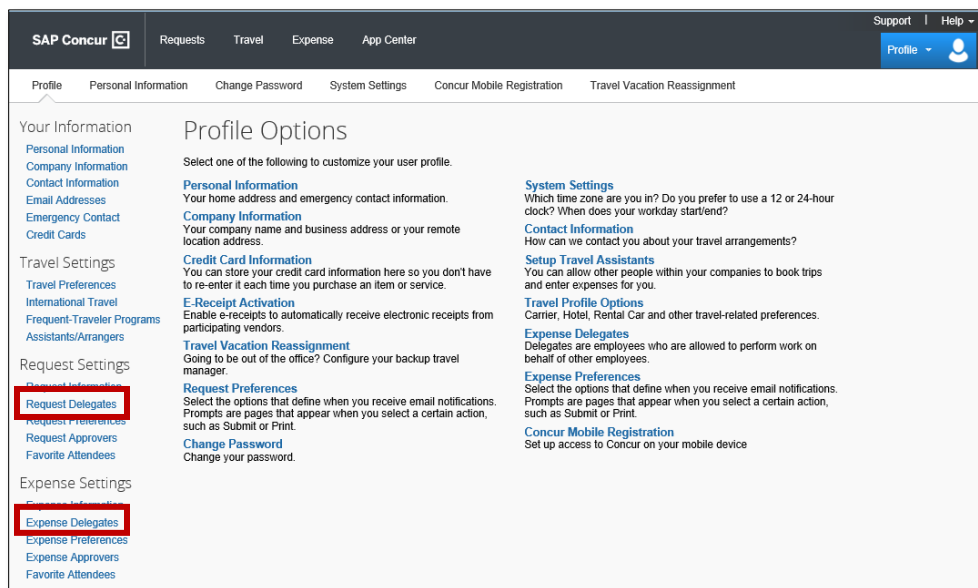 Support | Help
SAP Concur C
Requests Travel Expense App Center
Profile
Profile Personal Information Change Password System Settings Concur Mobile Registration Travel Vacation Reassignment
Your Information
Personal Information
Company Information
Contact Information
Email Addresses
Emergency Contact
Credit Cards
Travel Settings
Travel Preferences
International Travel
Frequent-Traveler Programs
Assistants/Arrangers
Request Settings
Request Information
Request Delegates
Request Preferences
Request Approvers
Favorite Attendees
Expense Settings
Expense Information
Expense Delegates
Expense Preferences
Expense Approvers
Favorite Attendees
Profile Options
Select one of the following to customize your user profile.
Personal Information
Your home address and emergency contact information.
Company Information
Your company name and business address or your remote
location address.
Credit Card Information
You can store your credit card information here so you don't have
to re-enter it each time you purchase an item or service.
E-Receipt Activation
Enable e-receipts to automatically receive electronic receipts from
participating vendors.
Travel Vacation Reassignment
Going to be out of the office? Configure your backup travel
manager.
Request Preferences
Select the options that define when you receive email notifications.
Prompts are pages that appear when you select a certain action,
such as Submit or Print.
Change Password
Change your password.
System Settings
Which time zone are you in? Do you prefer to use a 12 or 24-hour
clock? When does your workday start/end?
Contact Information
How can we contact you about your travel arrangements?
Setup Travel Assistants
You can allow other people within your companies to book trips
and enter expenses for you.
Travel Profile Options
Carrier, Hotel, Rental Car and other travel-related preferences.
Expense Delegates
Delegates are employees who are allowed to perform work on
behalf of other employees.
Expense Preferences
Select the options that define when you receive email notifications.
Prompts are pages that appear when you select a certain action,
such as Submit or Print.
Concur Mobile Registration
Set up access to Concur on your mobile device